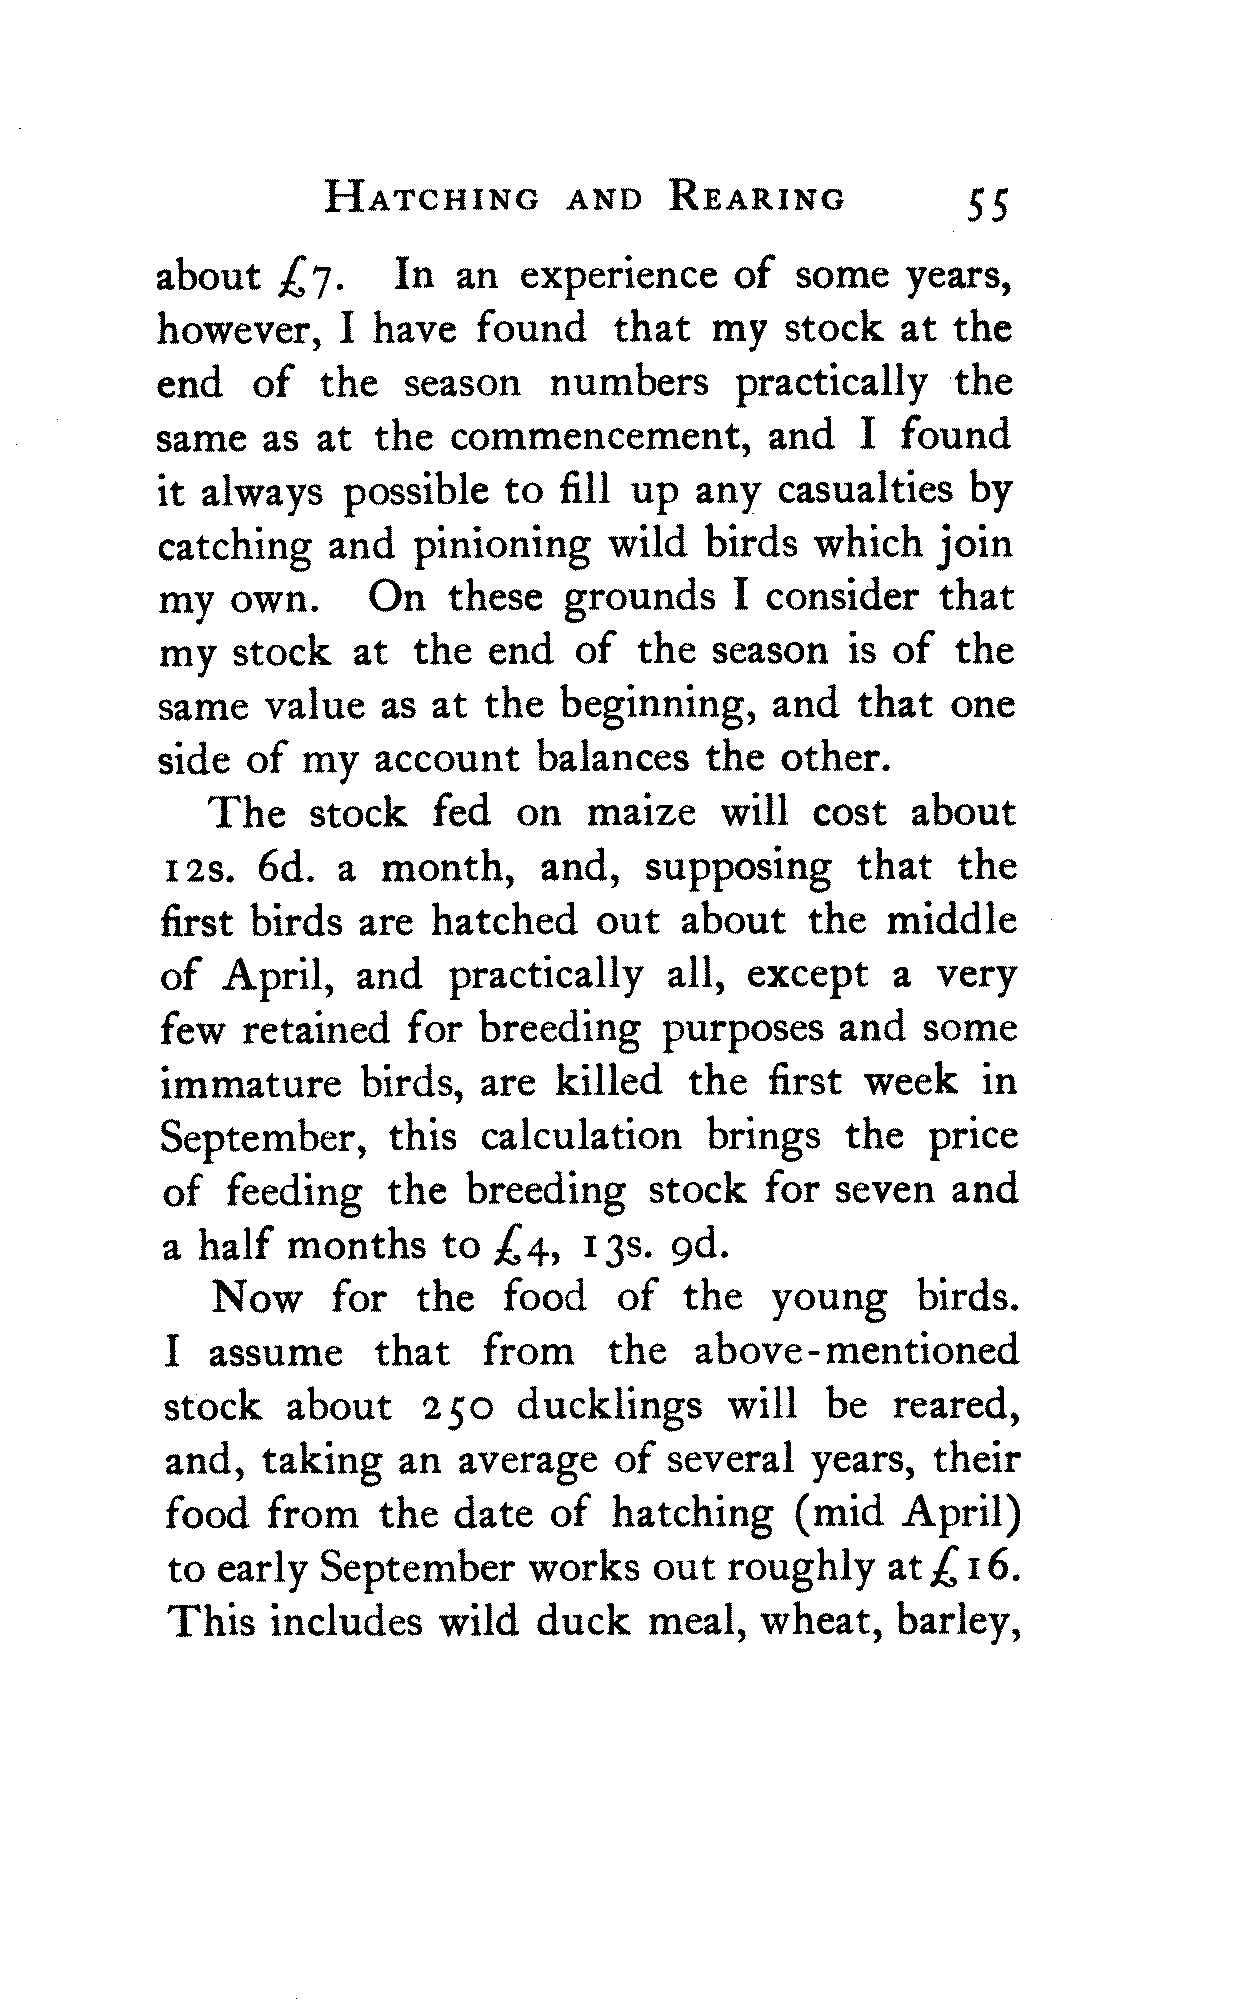 HATCHING AND REARING 55
about £7. In an experience of some years,
however, I have found that my stock at the
end of the season numbers practically the
same as at the commencement, and I found
it always possible to fill up any casualties by
catching and pinioning wild birds which join
my own. On these grounds I consider that
my stock at the end of the season is of the
same value as at the beginning, and that one
side of my account balances the other.
The stock fed on maize will cost about
12s. 6d. a month, and, supposing that the
first birds are hatched out about the middle
of April, and practically all, except a very
few retained for breeding purposes and some
immature birds, are killed the first week in
September, this calculation brings the price
of feeding the breeding stock for seven and
a half months to £4, 13s. 9d.
Now for the food of the young birds.
I assume that from the above-mentioned
stock about 250 ducklings will be reared,
and, taking an average of several years, their
food from the date of hatching (mid April)
to early September works out roughly at £16.
This includes wild duck meal, wheat, barley,